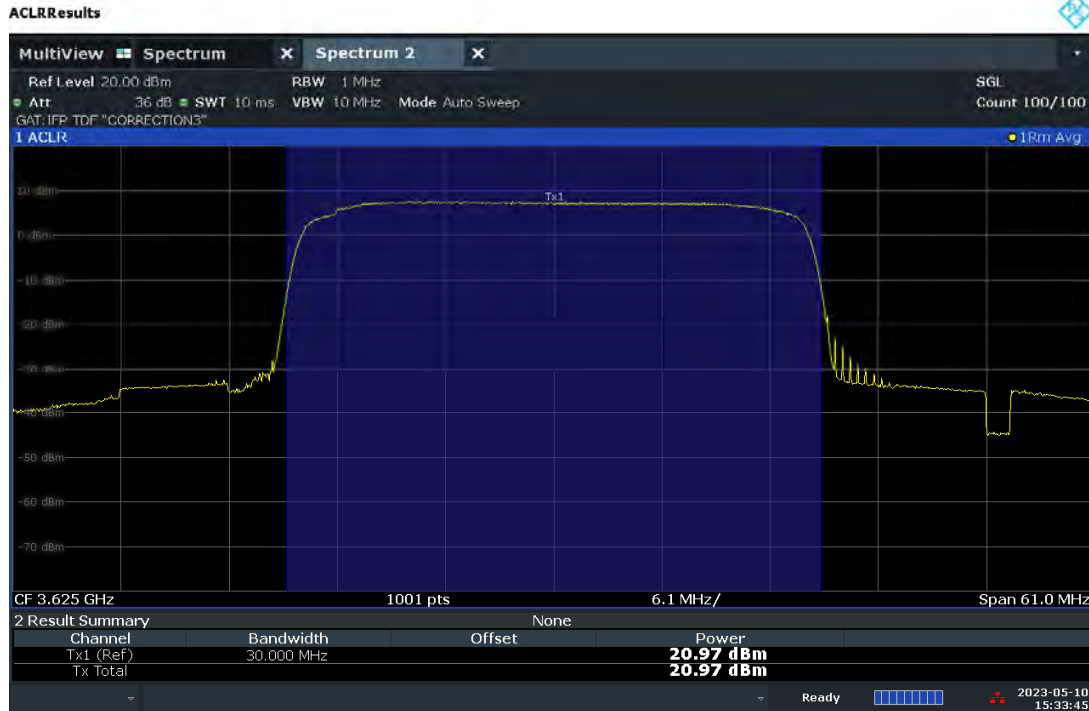 ACLRResults
MultiView Spectrum X Spectrum 2 X
Ref Level 20.00 dBm RBW 1 MHz SGL
Att 36 dB SWT 10 ms VBW 10 MHz Mode Auto Sweep Count 100/100
GAT: IFP TDF "CORRECTION3"
1 ACLR 1Rm Avg
10 dBm
Tx1
0 dBm
-10 dBm
-20 dBm
-30 dBm
-40 dBm
-50 dBm
-60 dBm
-70 dBm
CF 3.625 GHz 1001 pts 6.1 MHz/ Span 61.0 MHz
2 Result Summary None
Channel Bandwidth Offset Power
Tx1 (Ref) 30.000 MHz 20.97 dBm
Tx Total 20.97 dBm
Ready 2023-05-10
15:33:45